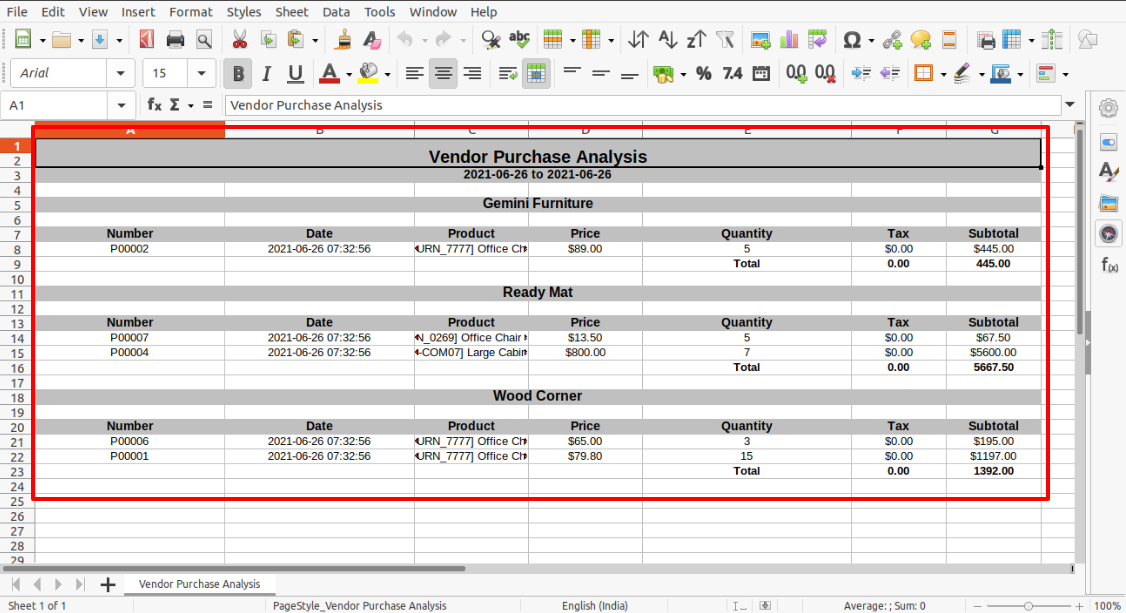 File Edit View Insert Format Styles Sheet Data Tools Window Help
Arial 15 B I U A % 7.4
A1 fx Σ = Vendor Purchase Analysis
A B C D E F G
1 Vendor Purchase Analysis
2
3 2021-06-26 to 2021-06-26
4
5 Gemini Furniture
6
7 Number Date Product Price Quantity Tax Subtotal
8 P00002 2021-06-26 07:32:56 URN_7777] Office Ch $89.00 5 $0.00 $445.00
9 Total 0.00 445.00
10
11 Ready Mat
12
13 Number Date Product Price Quantity Tax Subtotal
14 P00007 2021-06-26 07:32:56 N_0269] Office Chair $13.50 5 $0.00 $67.50
15 P00004 2021-06-26 07:32:56 -COM07] Large Cabin $800.00 7 $0.00 $5600.00
16 Total 0.00 5667.50
17
18 Wood Corner
19
20 Number Date Product Price Quantity Tax Subtotal
21 P00006 2021-06-26 07:32:56 URN_7777] Office Ch $65.00 3 $0.00 $195.00
22 P00001 2021-06-26 07:32:56 URN_7777] Office Ch $79.80 15 $0.00 $1197.00
23 Total 0.00 1392.00
24
25
26
27
28
29
Vendor Purchase Analysis
Sheet 1 of 1 PageStyle_Vendor Purchase Analysis English (India) Average: ; Sum: 0 100%